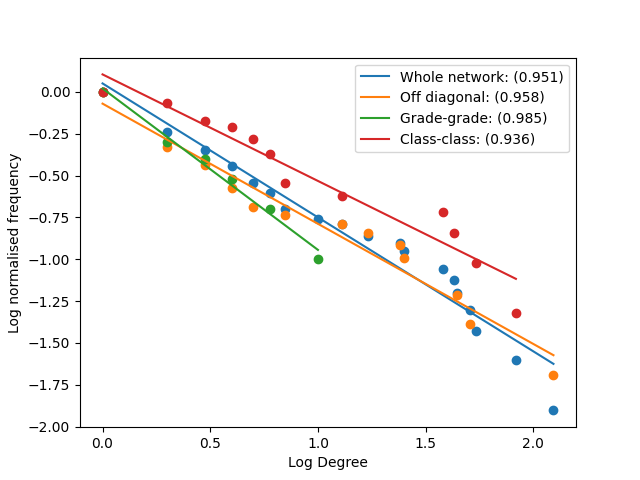 Whole network: (0.951)
Off diagonal: (0.958)
Grade-grade: (0.985)
Class-class: (0.936)
0.00
−0.25
−0.50
−0.75
−1.00
−1.25
−1.50
−1.75
−2.00
Log normalised frequency
0.0 0.5 1.0 1.5 2.0
Log Degree